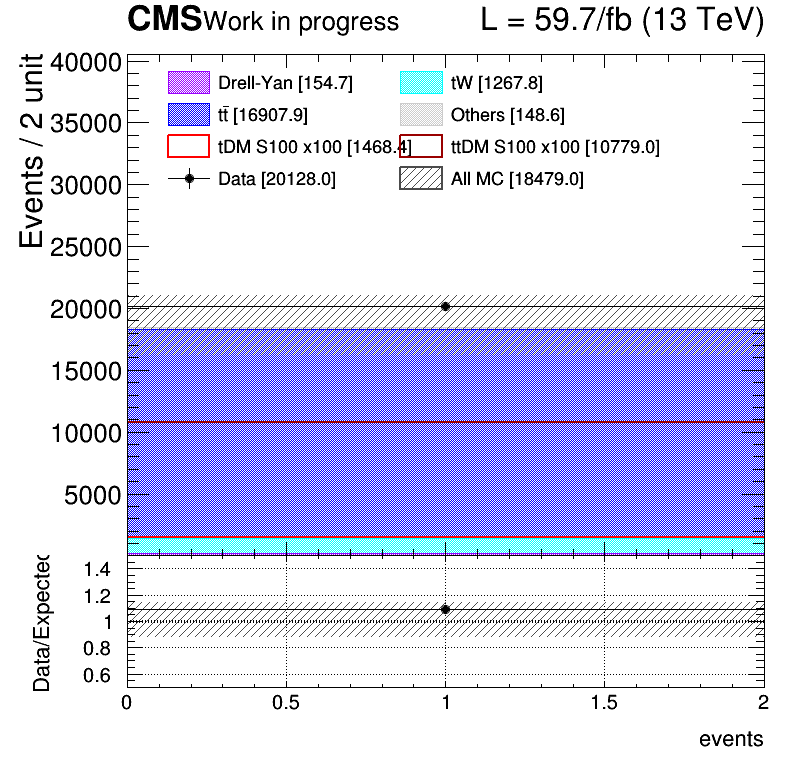 CMS Work in progress L = 59.7/fb (13 TeV)
Events / 2 unit
40000
35000
30000
25000
20000
15000
10000
5000
Drell-Yan [154.7] tW [1267.8]
tt̄ [16907.9] Others [148.6]
tDM S100 x100 [1468.4] ttDM S100 x100 [10779.0]
Data [20128.0] All MC [18479.0]
Data/Expected
1.4
1.2
1
0.8
0.6
0 0.5 1 1.5 2
events